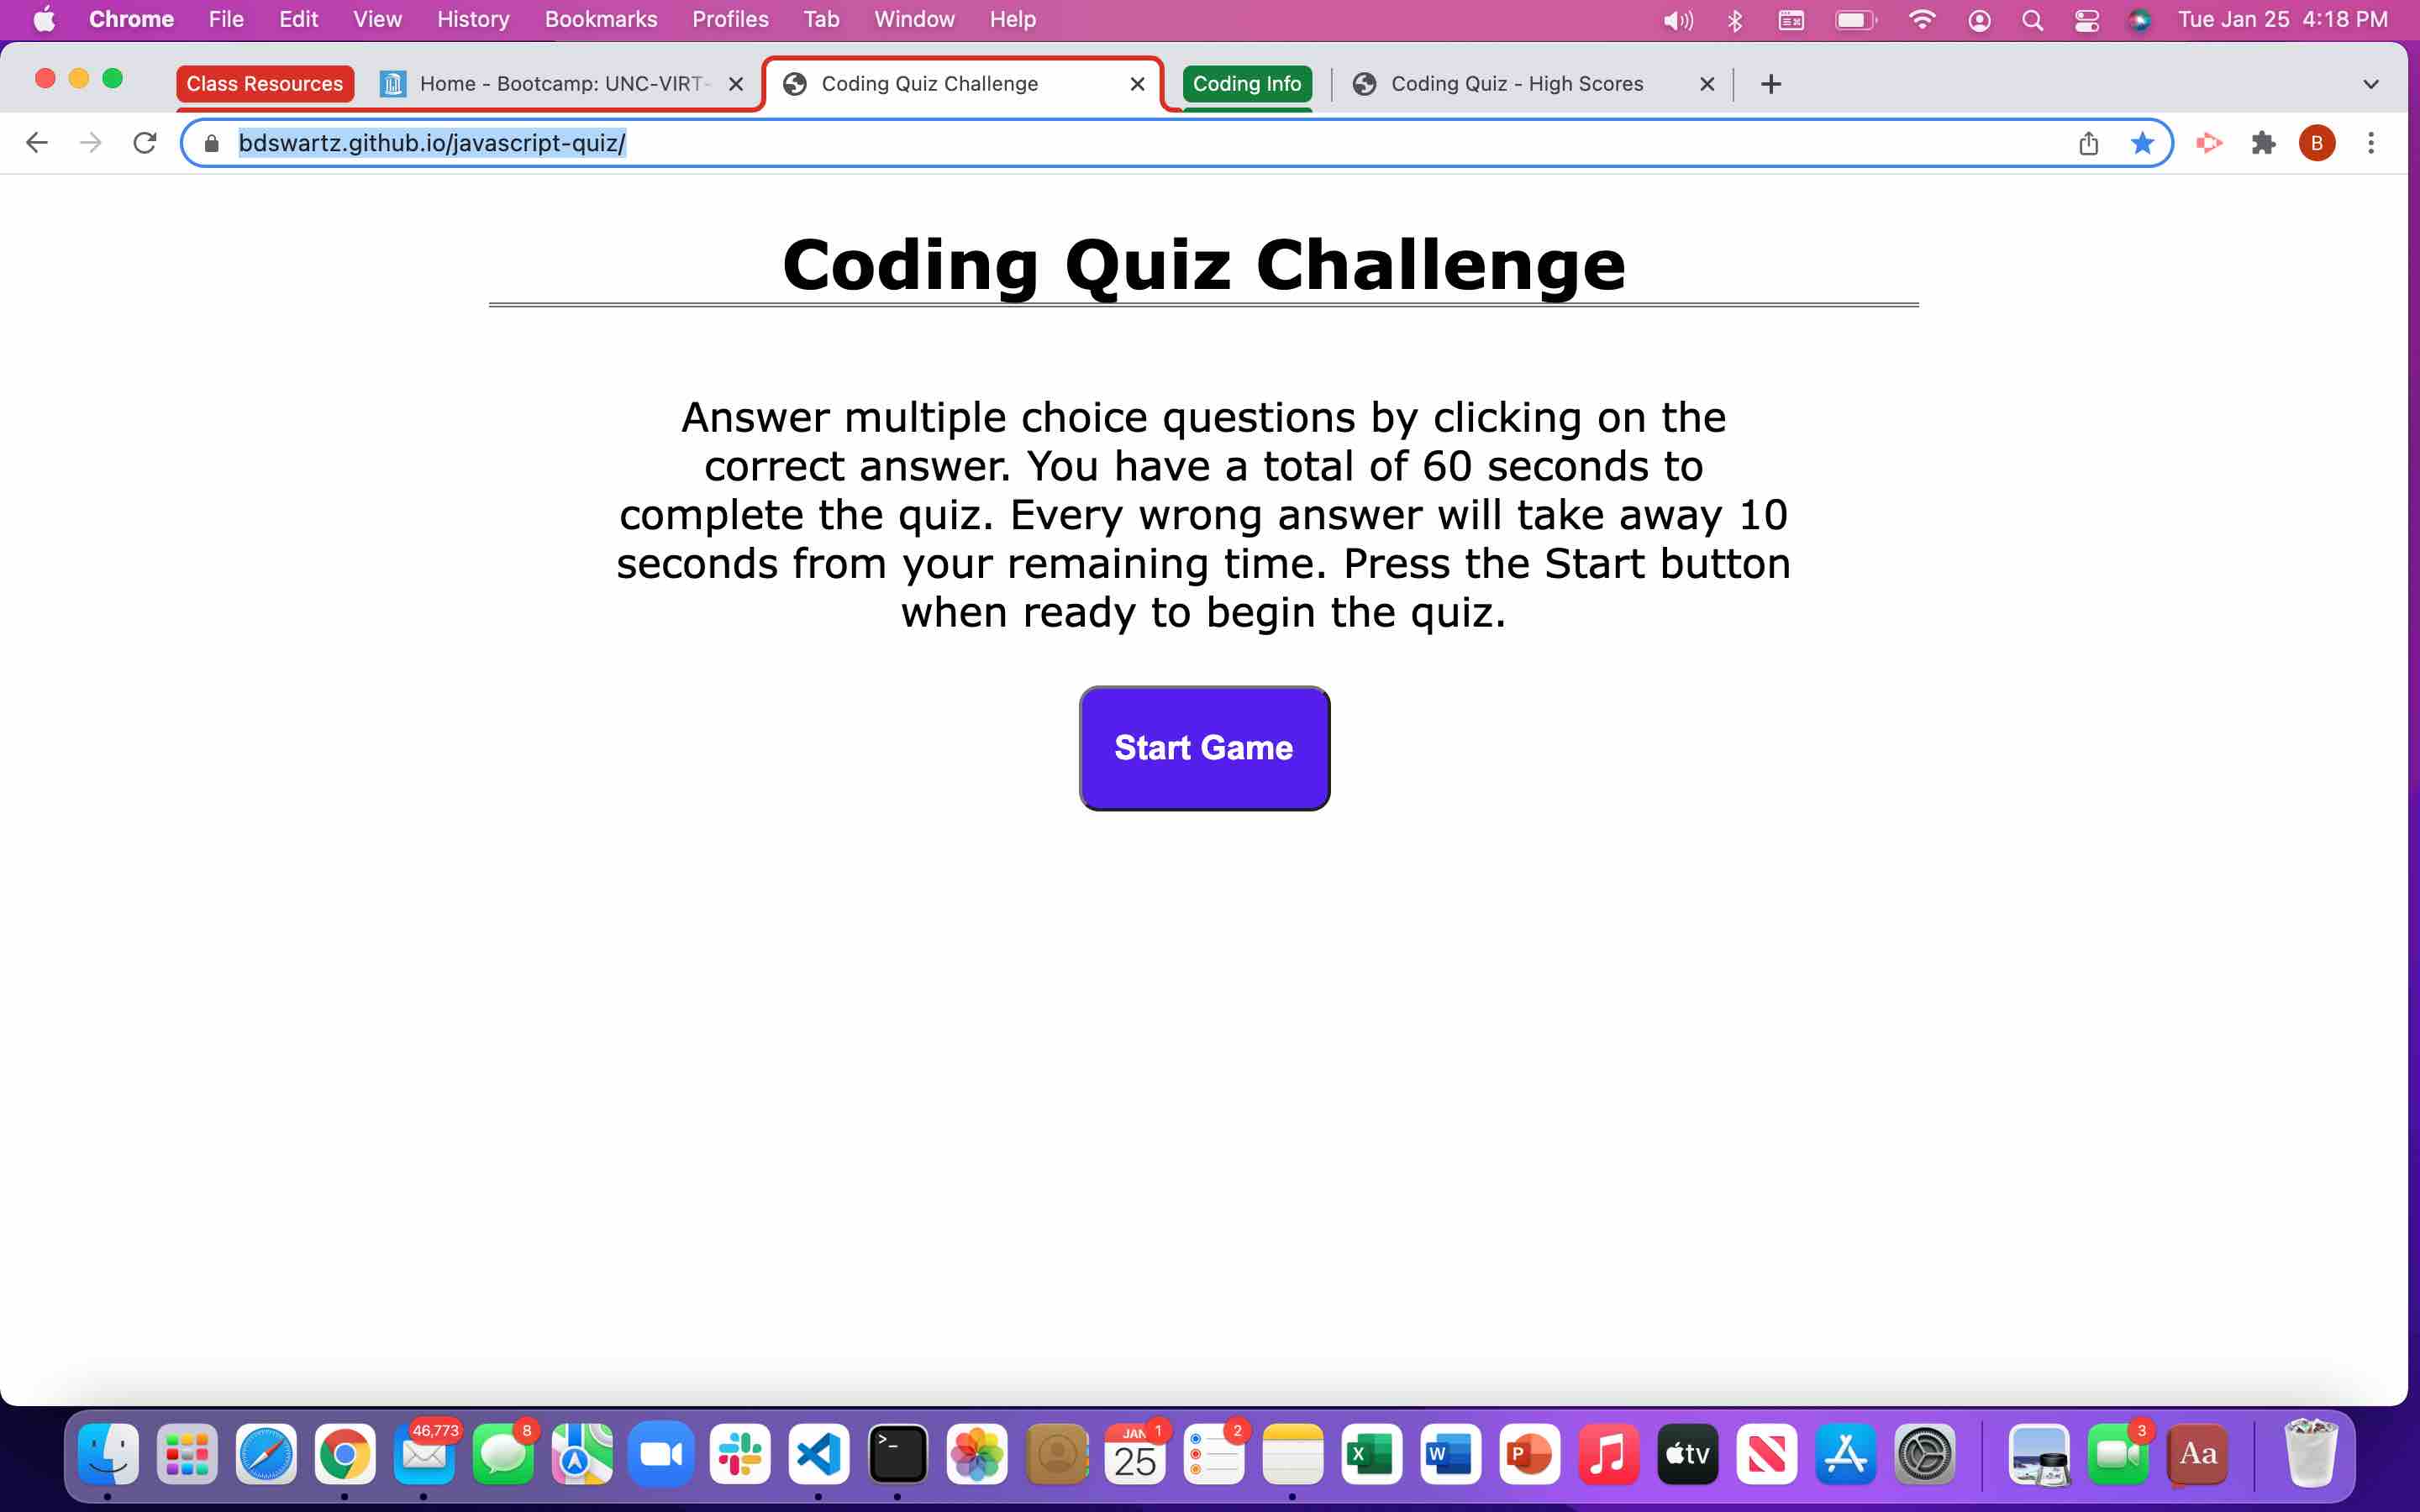 Chrome File Edit View History Bookmarks Profiles Tab Window Help Tue Jan 25 4:18 PM
Class Resources Home - Bootcamp: UNC-VIRT- Coding Quiz Challenge Coding Info Coding Quiz - High Scores
bdswartz.github.io/javascript-quiz/ B
Coding Quiz Challenge
Answer multiple choice questions by clicking on the
correct answer. You have a total of 60 seconds to
complete the quiz. Every wrong answer will take away 10
seconds from your remaining time. Press the Start button
when ready to begin the quiz.
Start Game
46,773 8 JAN 1 2 3
>_ 25 X W P tv Aa